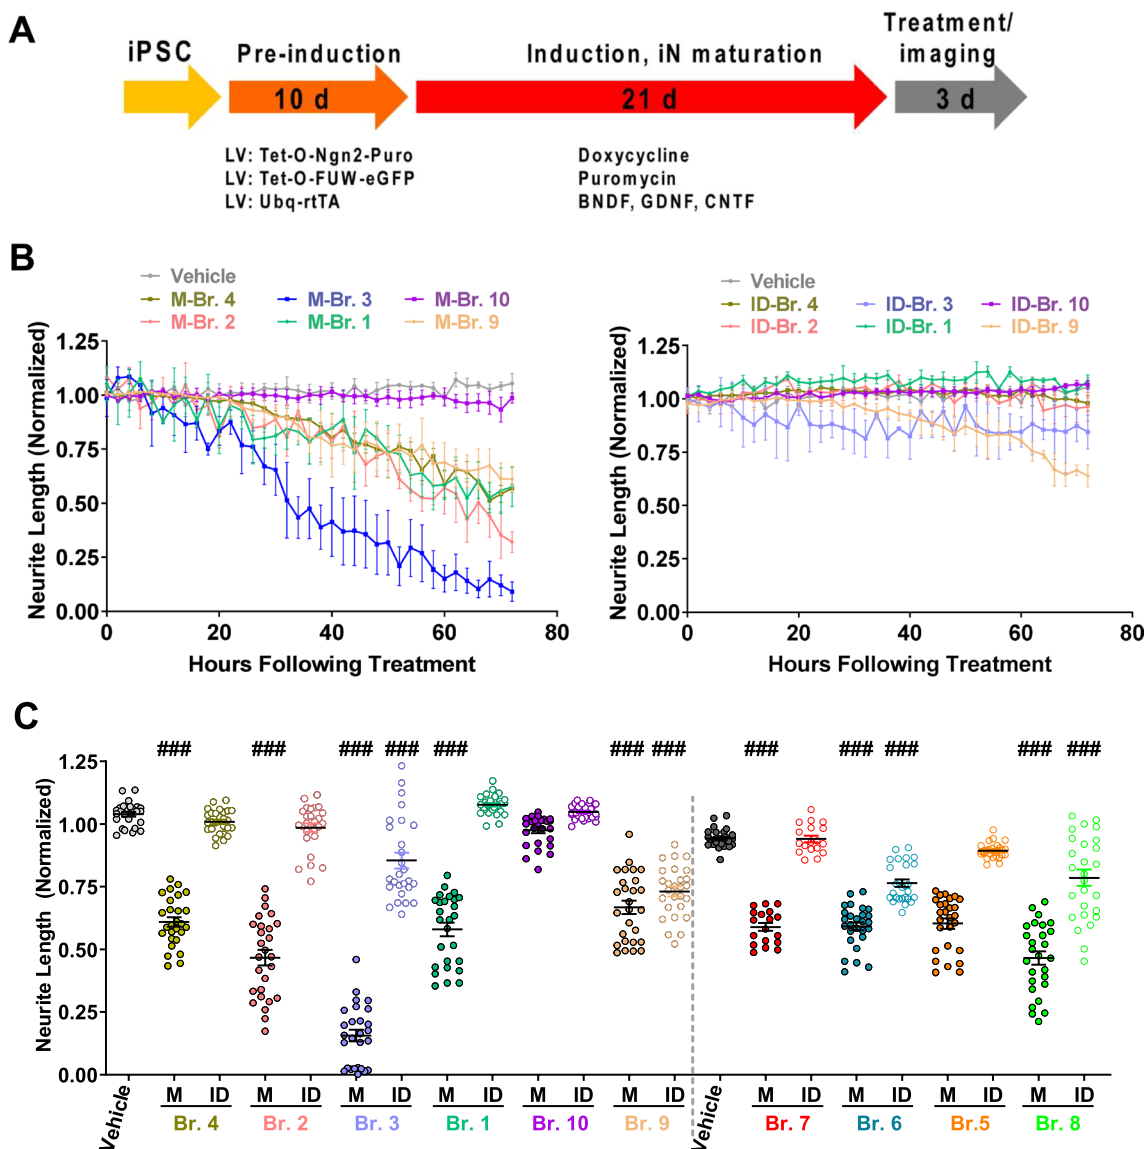 A
iPSC
Pre-induction
Induction, iN maturation
Treatment/
imaging
10 d
21 d
3 d
LV: Tet-O-Ngn2-Puro
LV: Tet-O-FUW-eGFP
LV: Ubq-rtTA
Doxycycline
Puromycin
BNDF, GDNF, CNTF
B
Vehicle
M-Br. 4 M-Br. 3 M-Br. 10
M-Br. 2 M-Br. 1 M-Br. 9
Neurite Length (Normalized)
1.25
1.00
0.75
0.50
0.25
0.00
0 20 40 60 80
Hours Following Treatment
Vehicle
ID-Br. 4 ID-Br. 3 ID-Br. 10
ID-Br. 2 ID-Br. 1 ID-Br. 9
Neurite Length (Normalized)
1.25
1.00
0.75
0.50
0.25
0.00
0 20 40 60 80
Hours Following Treatment
C
### ### ### ### ### ### ### ### ### ### ### ###
Neurite Length (Normalized)
1.25
1.00
0.75
0.50
0.25
0.00
Vehicle M ID M ID M ID M ID M ID M ID Vehicle M ID M ID M ID M ID
Br. 4 Br. 2 Br. 3 Br. 1 Br. 10 Br. 9 Br. 7 Br. 6 Br.5 Br. 8